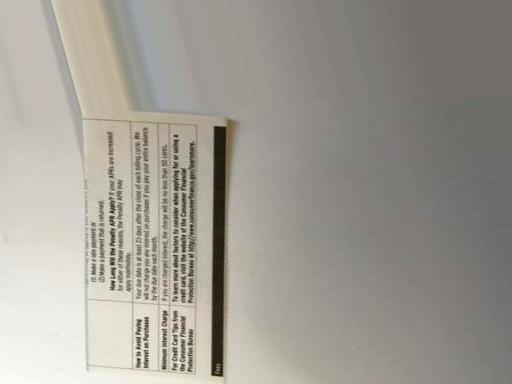 (1) Make a late payment or
(2) Make a payment that is returned.
How Long Will the Penalty APR Apply? If your APRs are increased
for either of these reasons, the Penalty APR may
apply indefinitely.
How to Avoid Paying
Interest on Purchases
Your due date is at least 23 days after the close of each billing cycle. We
will not charge you any interest on purchases if you pay your entire balance
by the due date each month.
Minimum Interest Charge
If you are charged interest, the charge will be no less than 50 cents.
For Credit Card Tips from
the Consumer Financial
Protection Bureau
To learn more about factors to consider when applying for or using a
credit card, visit the website of the Consumer Financial
Protection Bureau at http://www.consumerfinance.gov/learnmore.
Fees